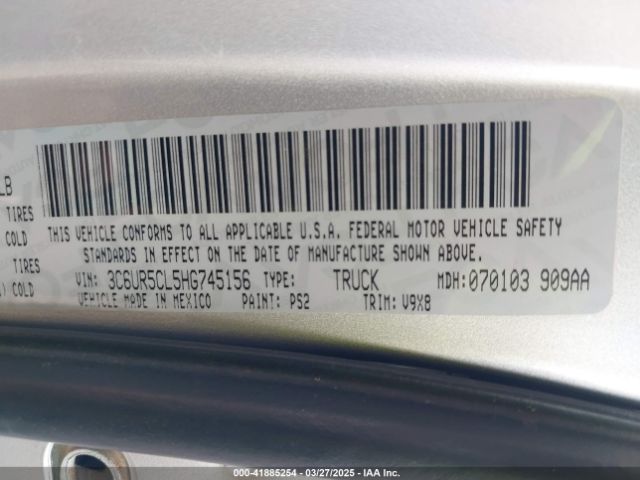 LB
TIRES
COLD
TIRES
) COLD
THIS VEHICLE CONFORMS TO ALL APPLICABLE U.S.A. FEDERAL MOTOR VEHICLE SAFETY
STANDARDS IN EFFECT ON THE DATE OF MANUFACTURE SHOWN ABOVE.
VIN: 3C6UR5CL5HG745156 TYPE: TRUCK MDH:070103 909AA
VEHICLE MADE IN MEXICO PAINT: PS2 TRIM: V9X8
000-41885254 | 03/27/2025 | IAA Inc.